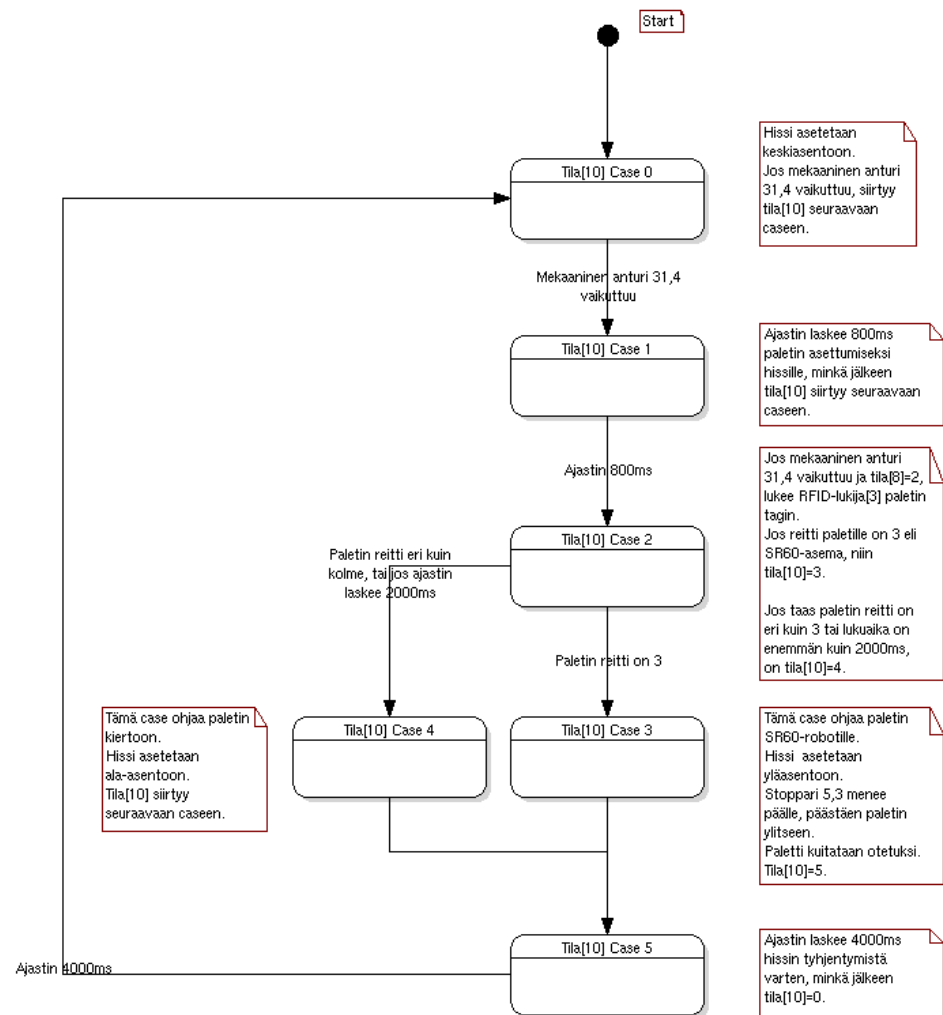 Start
Hissi asetetaan
keskiasentoon.
Jos mekaaninen anturi
31,4 vaikuttuu, siirtyy
tila[10] seuraavaan
caseen.
Tila[10] Case 0
Mekaaninen anturi 31,4
vaikuttuu
Tila[10] Case 1
Ajastin laskee 800ms
paletin asettumiseksi
hissille, minkä jälkeen
tila[10] siirtyy seuraavaan
caseen.
Ajastin 800ms
Jos mekaaninen anturi
31,4 vaikuttuu ja tila[8]=2,
lukee RFID-lukija[3] paletin
tagin.
Jos reitti paletille on 3 eli
SR60-asema, niin
tila[10]=3.
Jos taas paletin reitti on
eri kuin 3 tai lukuaika on
enemmän kuin 2000ms,
on tila[10]=4.
Tila[10] Case 2
Paletin reitti eri kuin
kolme, tai jos ajastin
laskee 2000ms
Paletin reitti on 3
Tämä case ohjaa paletin
kiertoon.
Hissi asetetaan
ala-asentoon.
Tila[10] siirtyy
seuraavaan caseen.
Tila[10] Case 4
Tila[10] Case 3
Tämä case ohjaa paletin
SR60-robotille.
Hissi asetetaan
yläasentoon.
Stoppari 5,3 menee
päälle, päästäen paletin
ylitseen.
Paletti kuitataan otetuksi.
Tila[10]=5.
Tila[10] Case 5
Ajastin 4000ms
Ajastin laskee 4000ms
hissin tyhjentymistä
varten, minkä jälkeen
tila[10]=0.